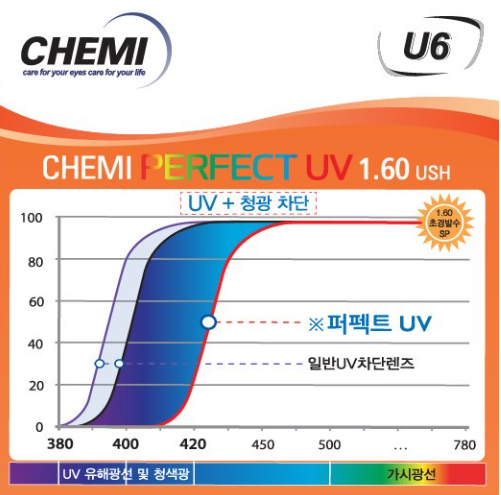 CHEMI
care for your eyes care for your life
U6
CHEMI PERFECT UV 1.60 USH
UV + 청광 차단
1.60
초경발수
SP
100
80
60
40
20
0
※퍼펙트 UV
일반UV차단렌즈
380 400 420 450 500 ... 780
UV 유해광선 및 청색광
가시광선